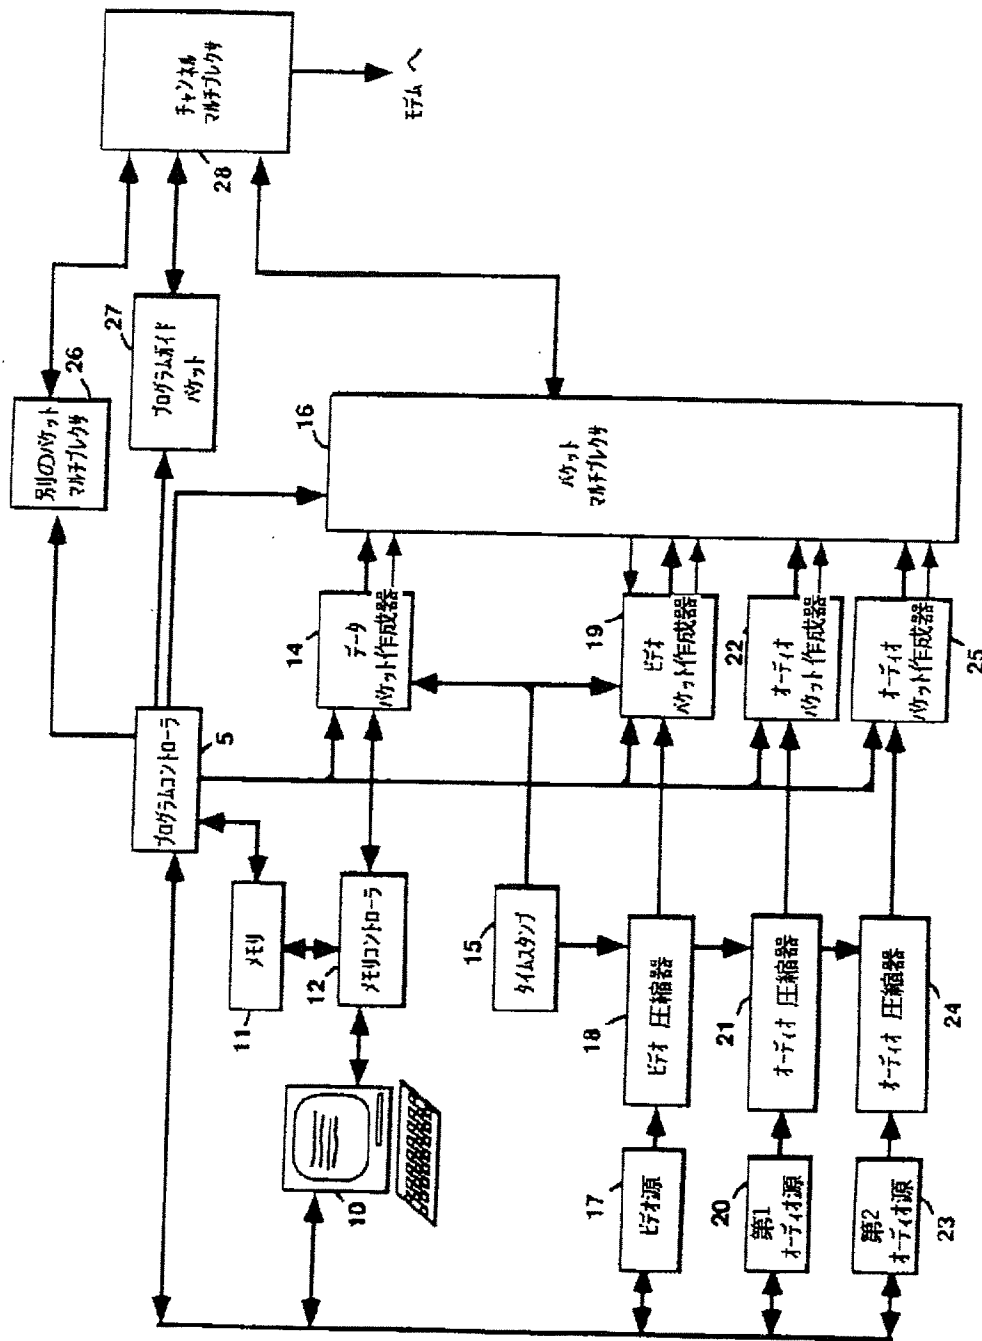 チャンネル
マルチプレクサ
28
モデム へ
プログラムガイド
パケット
27
別のパケット
マルチプレクサ
26
16
パケット
マルチプレクサ
プログラムコントローラ
5
14
データ
パケット作成器
19
ビデオ
パケット作成器
22
オーディオ
パケット作成器
オーディオ
パケット作成器
25
メモリ
11
メモリコントローラ
12
15
タイムスタンプ
ビデオ 圧縮器
18
オーディオ 圧縮器
21
オーディオ 圧縮器
24
10
17
ビデオ源
20
第1
オーディオ源
第2
オーディオ源
23